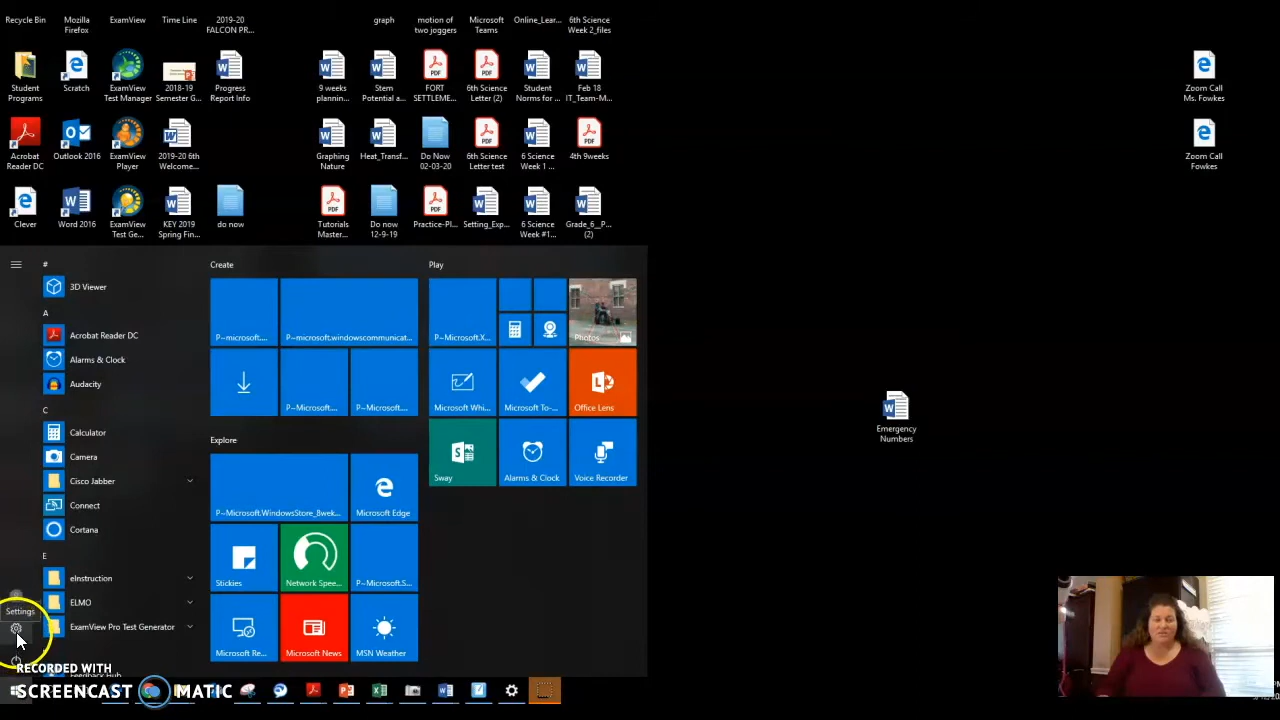 Recycle Bin
Mozilla
Firefox
ExamView
Time Line
2019-20
FALCON PR...
graph
motion of
two joggers
Microsoft
Teams
Online_Lear...
6th Science
Week 2_files
Student
Programs
Scratch
ExamView
Test Manager
2018-19
Semester G...
Progress
Report Info
9 weeks
plannin...
Stem
Potential a...
FORT
SETTLEME...
6th Science
Letter (2)
Student
Norms for ...
Feb 18
IT_Team-M...
Zoom Call
Ms. Fowkes
Acrobat
Reader DC
Outlook 2016
ExamView
Player
2019-20 6th
Welcome...
Graphing
Nature
Heat_Transf...
Do Now
02-03-20
6th Science
Letter test
6 Science
Week 1 ...
4th 9weeks
Zoom Call
Fowkes
Clever
Word 2016
ExamView
Test Ge...
KEY 2019
Spring Fin...
do now
Tutorials
Master...
Do now
12-9-19
Practice-Pl...
Setting_Exp...
6 Science
Week #1...
Grade_6__P...
(2)
#
3D Viewer
A
Acrobat Reader DC
Alarms & Clock
Audacity
C
Calculator
Camera
Cisco Jabber
Connect
Cortana
E
eInstruction
ELMO
ExamView Pro Test Generator
Feedback Hub
Settings
Create
P~microsoft....
P~microsoft.windowscommunicat...
P~Microsoft....
P~Microsoft....
Explore
P~Microsoft.WindowsStore_8wek...
Microsoft Edge
Stickies
Network Spee...
P~Microsoft.S...
Microsoft Re...
Microsoft News
MSN Weather
Play
P~Microsoft.X...
Photos
Microsoft Whi...
Microsoft To-...
Office Lens
Sway
Alarms & Clock
Voice Recorder
Emergency
Numbers
RECORDED WITH
SCREENCAST MATIC